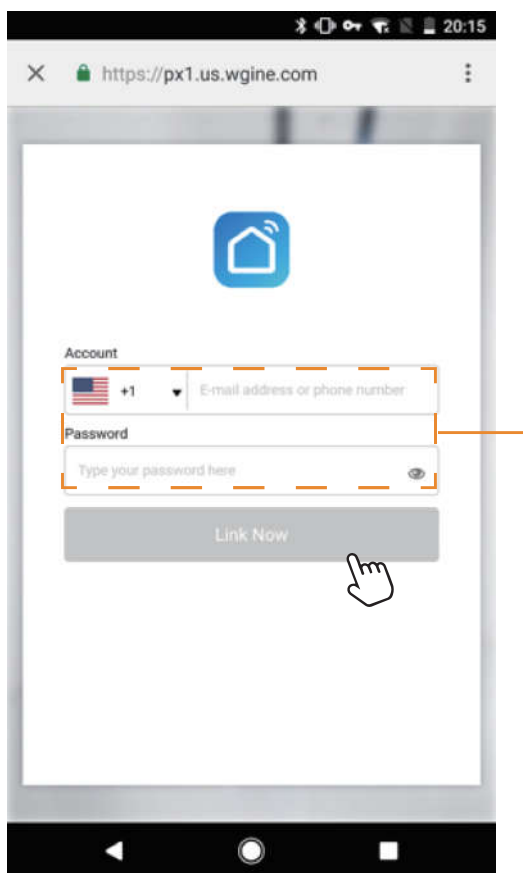 20:15
https://px1.us.wgine.com
Account
+1 E-mail address or phone number
Password
Type your password here
Link Now